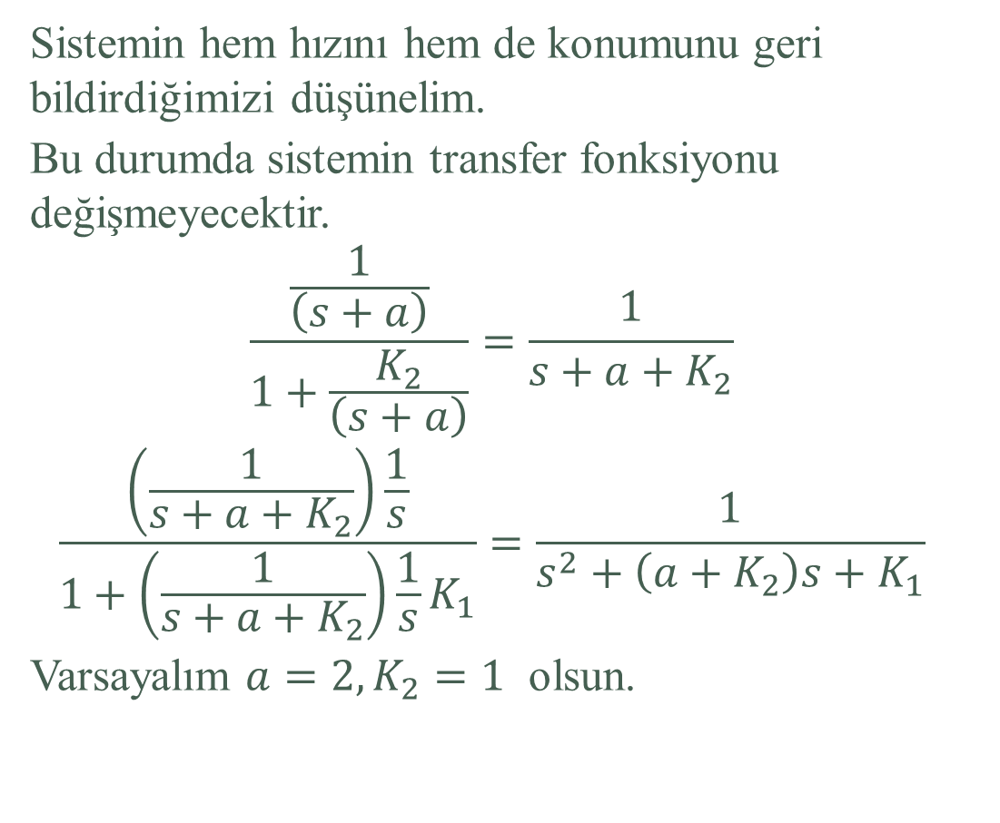 Sistemin hem hızını hem de konumunu geri
bildirdiğimizi düşünelim.
Bu durumda sistemin transfer fonksiyonu
değişmeyecektir.
\frac{\frac{1}{(s + a)}}{1 + \frac{K_2}{(s + a)}} = \frac{1}{s + a + K_2}
\frac{\left(\frac{1}{s + a + K_2}\right)\frac{1}{s}}{1 + \left(\frac{1}{s + a + K_2}\right)\frac{1}{s}K_1} = \frac{1}{s^2 + (a + K_2)s + K_1}
Varsayalım a = 2, K_2 = 1 olsun.